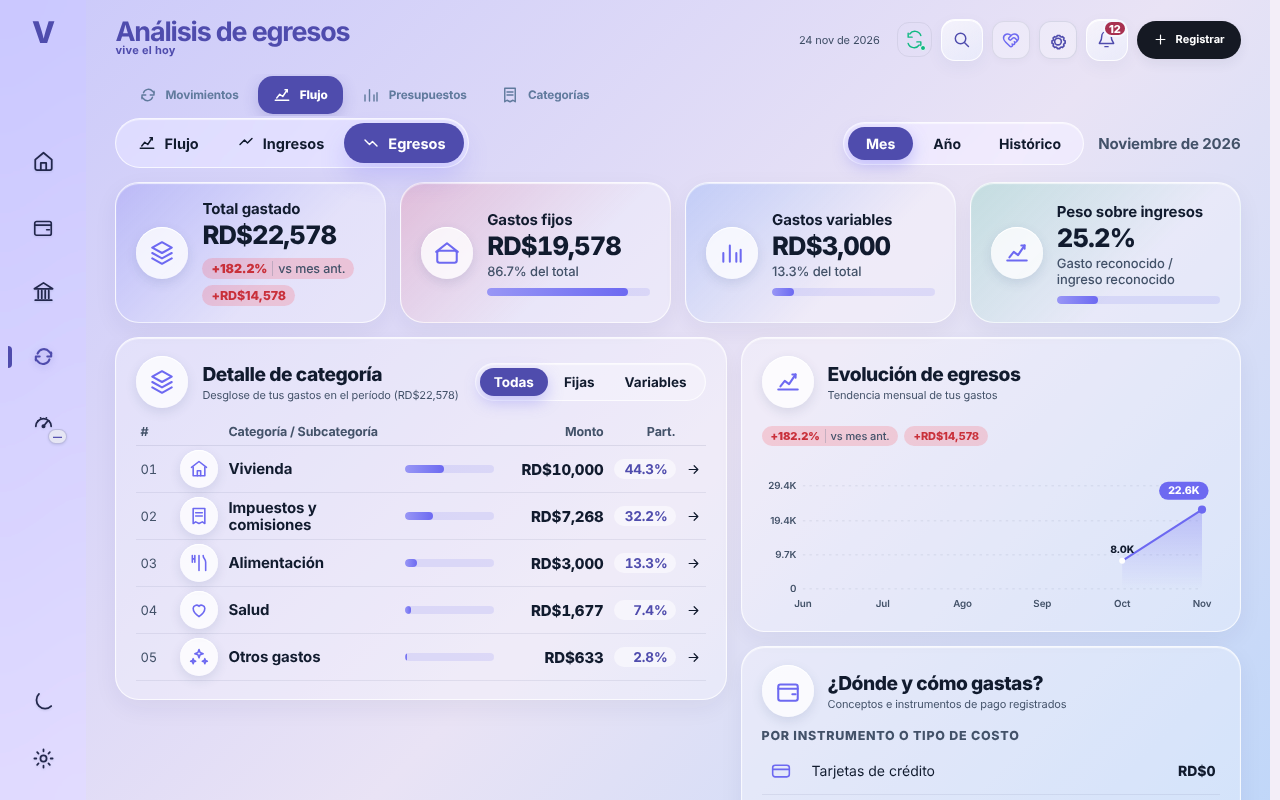 V
Análisis de egresos
vive el hoy
24 nov de 2026
12
Registrar
Movimientos
Flujo
Presupuestos
Categorías
Flujo
Ingresos
Egresos
Mes
Año
Histórico
Noviembre de 2026
Total gastado
RD$22,578
+182.2% vs mes ant.
+RD$14,578
Gastos fijos
RD$19,578
86.7% del total
Gastos variables
RD$3,000
13.3% del total
Peso sobre ingresos
25.2%
Gasto reconocido /
ingreso reconocido
Detalle de categoría
Desglose de tus gastos en el período (RD$22,578)
Todas
Fijas
Variables
# Categoría / Subcategoría Monto Part.
01 Vivienda RD$10,000 44.3% →
02 Impuestos y
comisiones RD$7,268 32.2% →
03 Alimentación RD$3,000 13.3% →
04 Salud RD$1,677 7.4% →
05 Otros gastos RD$633 2.8% →
Evolución de egresos
Tendencia mensual de tus gastos
+182.2% vs mes ant.
+RD$14,578
29.4K
19.4K
9.7K
0
22.6K
8.0K
Jun Jul Ago Sep Oct Nov
¿Dónde y cómo gastas?
Conceptos e instrumentos de pago registrados
POR INSTRUMENTO O TIPO DE COSTO
Tarjetas de crédito RD$0